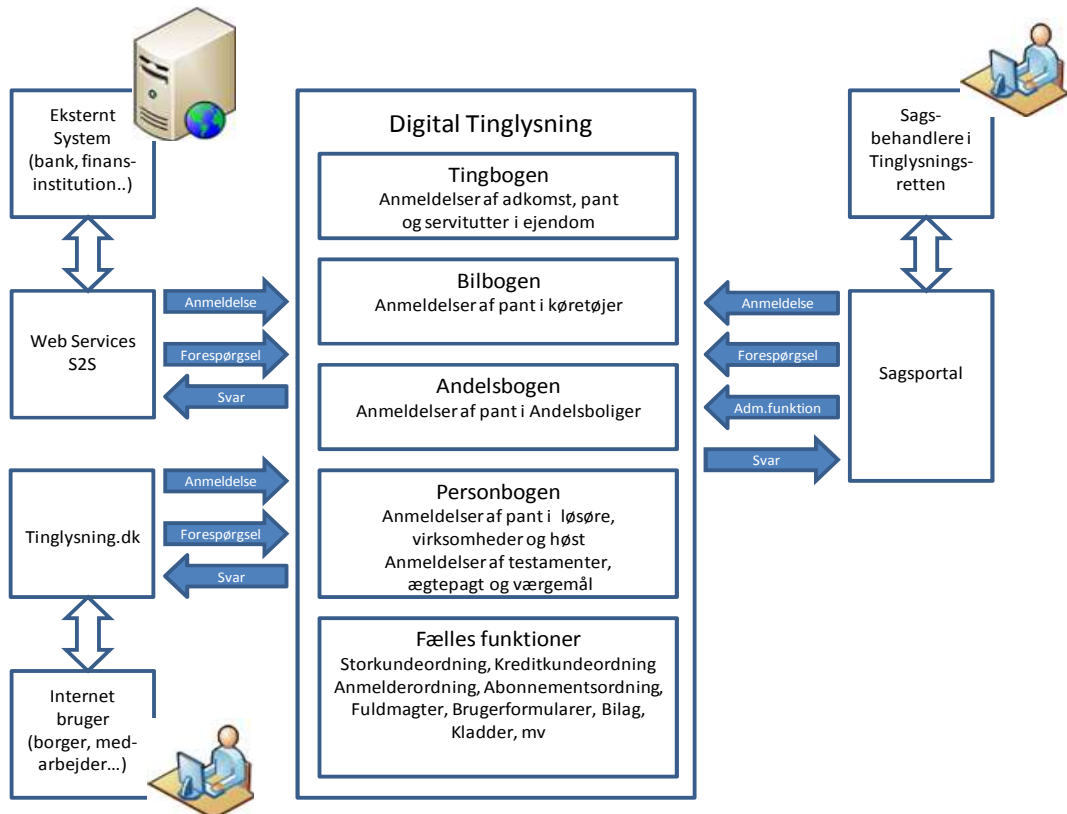 Eksternt
System
(bank, finans-
institution..)
Web Services
S2S
Anmeldelse
Forespørgsel
Svar
Tinglysning.dk
Anmeldelse
Forespørgsel
Svar
Internet
bruger
(borger, med-
arbejder...)
Digital Tinglysning
Tingbogen
Anmeldelser af adkomst, pant
og servitutter i ejendom
Bilbogen
Anmeldelser af pant i køretøjer
Andelsbogen
Anmeldelser af pant i Andelsboliger
Personbogen
Anmeldelser af pant i løsøre,
virksomheder og høst
Anmeldelser af testamenter,
ægtepagt og værgemål
Fælles funktioner
Storkundeordning, Kreditkundeordning
Anmelderordning, Abonnementsordning,
Fuldmagter, Brugerformularer, Bilag,
Kladder, mv
Sags-
behandlere i
Tinglysnings-
retten
Anmeldelse
Forespørgsel
Adm.funktion
Svar
Sagsportal